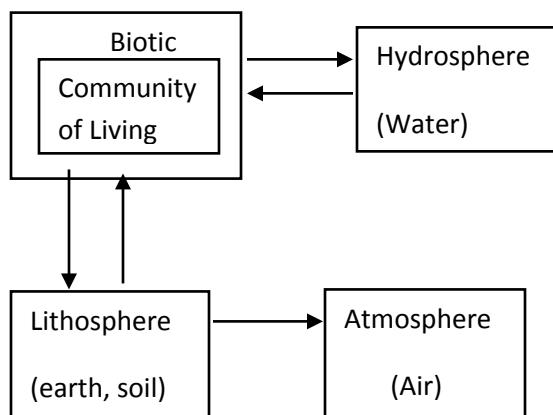 Biotic
Community
of Living
Hydrosphere
(Water)
Lithosphere
(earth, soil)
Atmosphere
(Air)